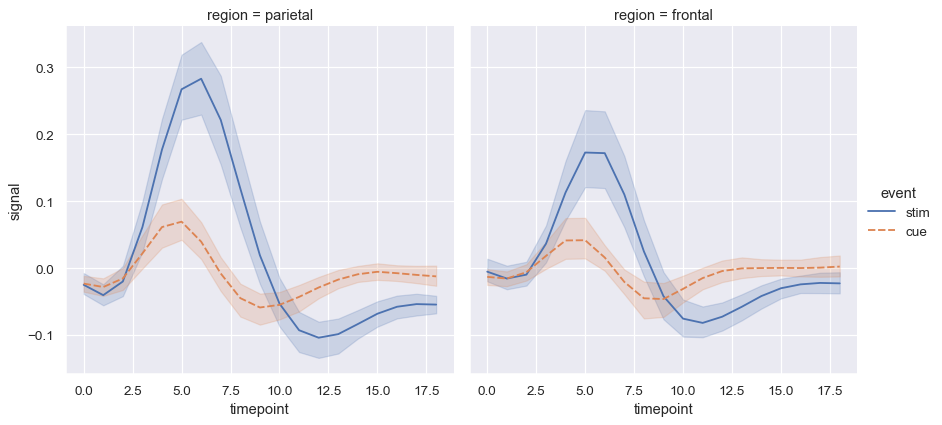 region = parietal
region = frontal
signal
0.3
0.2
0.1
0.0
−0.1
0.0 2.5 5.0 7.5 10.0 12.5 15.0 17.5
timepoint
0.0 2.5 5.0 7.5 10.0 12.5 15.0 17.5
timepoint
event
stim
cue